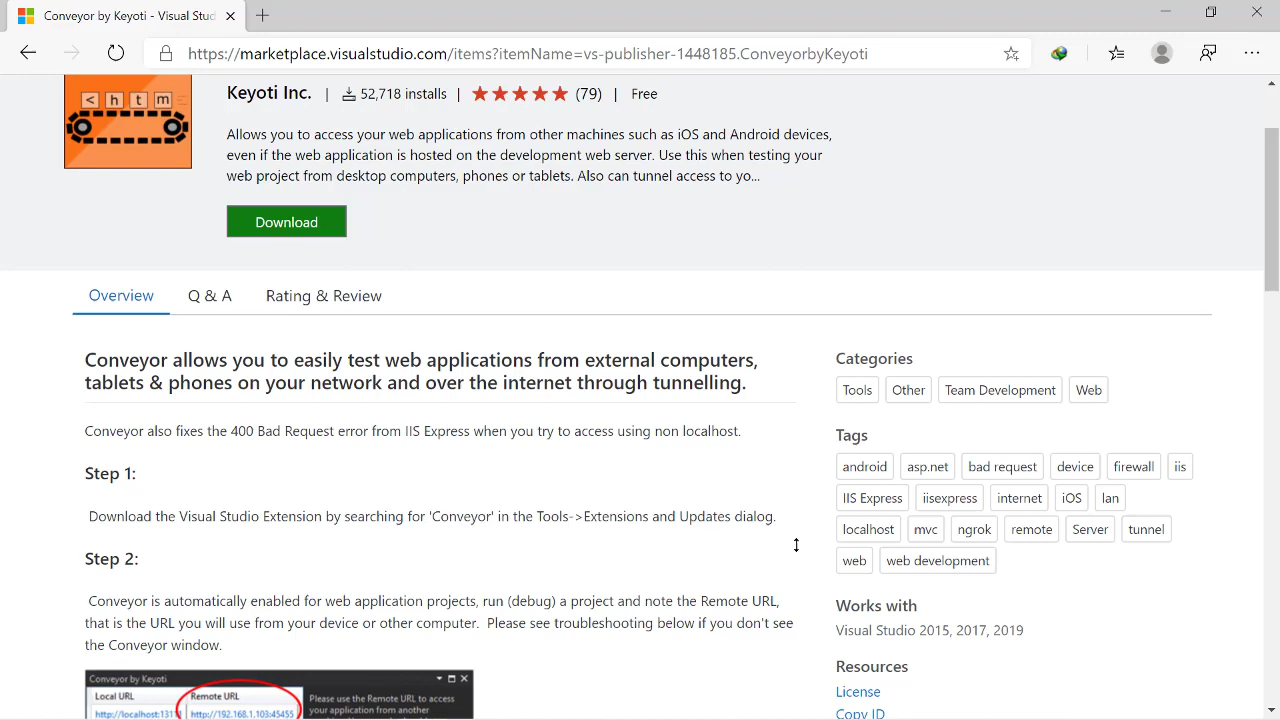 Conveyor by Keyoti - Visual Stud
https://marketplace.visualstudio.com/items?itemName=vs-publisher-1448185.ConveyorbyKeyoti
< h t m
Keyoti Inc. | 52,718 installs | (79) | Free
Allows you to access your web applications from other machines such as iOS and Android devices,
even if the web application is hosted on the development web server. Use this when testing your
web project from desktop computers, phones or tablets. Also can tunnel access to yo...
Download
Overview Q & A Rating & Review
Conveyor allows you to easily test web applications from external computers,
tablets & phones on your network and over the internet through tunnelling.
Conveyor also fixes the 400 Bad Request error from IIS Express when you try to access using non localhost.
Step 1:
Download the Visual Studio Extension by searching for 'Conveyor' in the Tools->Extensions and Updates dialog.
Step 2:
Conveyor is automatically enabled for web application projects, run (debug) a project and note the Remote URL,
that is the URL you will use from your device or other computer. Please see troubleshooting below if you don't see
the Conveyor window.
Conveyor by Keyoti
Local URL Remote URL Please use the Remote URL to access
http://localhost:131 http://192.168.1.103:45455 your application from another
Categories
Tools Other Team Development Web
Tags
android asp.net bad request device firewall iis
IIS Express iisexpress internet iOS lan
localhost mvc ngrok remote Server tunnel
web web development
Works with
Visual Studio 2015, 2017, 2019
Resources
License
Copy ID